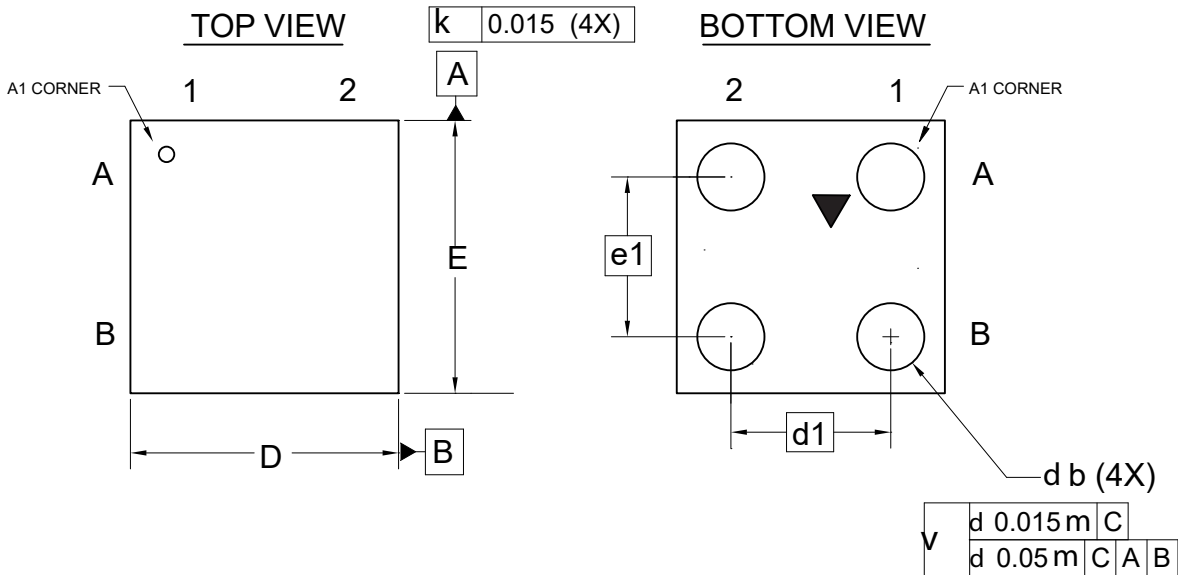 TOP VIEW
k 0.015 (4X)
BOTTOM VIEW
A
A1 CORNER
1 2
2 1
A1 CORNER
A
A
E
e1
B
B
D
B
d1
d b (4X)
v
d 0.015 m C
d 0.05 m C A B